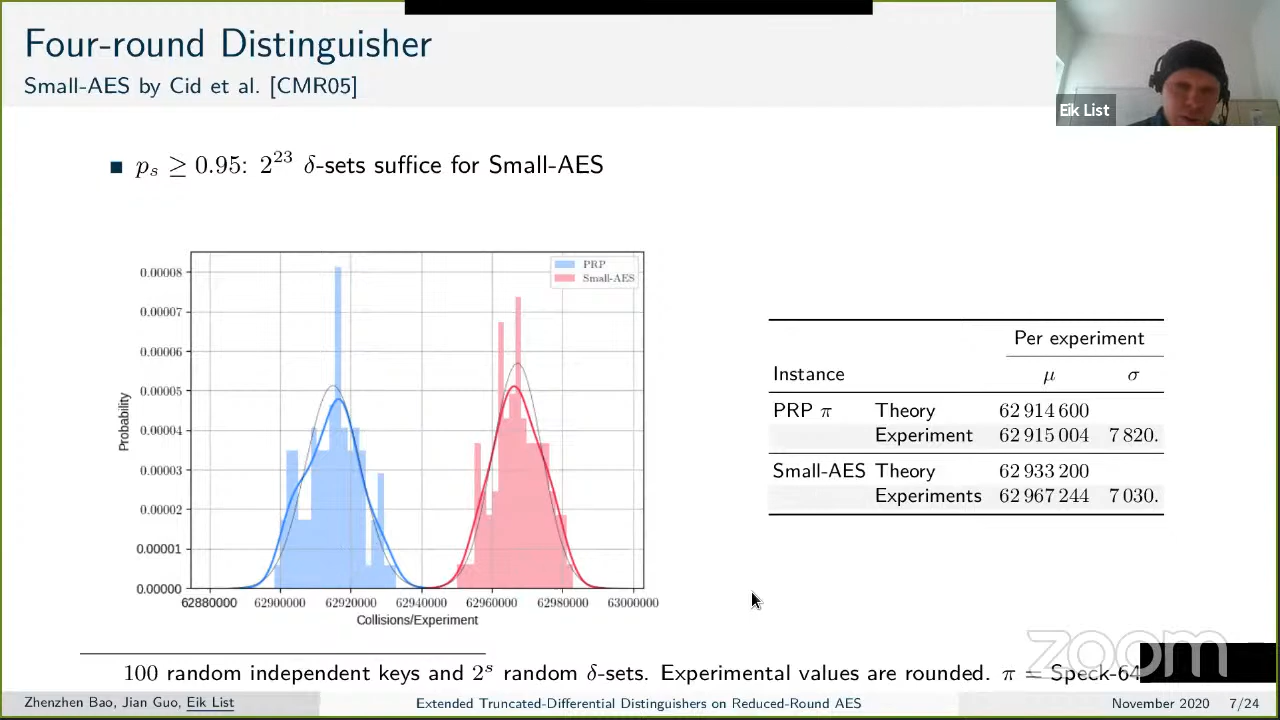 Four-round Distinguisher
Small-AES by Cid et al. [CMR05]
Eik List
■ pₛ ≥ 0.95: 2²³ δ-sets suffice for Small-AES
PRP
Small-AES
0.00008
0.00007
0.00006
0.00005
0.00004
0.00003
0.00002
0.00001
0.00000
Probability
62880000 62900000 62920000 62940000 62960000 62980000 63000000
Collisions/Experiment
Per experiment
Instance μ σ
PRP π Theory 62 914 600
Experiment 62 915 004 7 820.
Small-AES Theory 62 933 200
Experiments 62 967 244 7 030.
zoom
100 random independent keys and 2ˢ random δ-sets. Experimental values are rounded. π = Speck-64
Zhenzhen Bao, Jian Guo, Eik List Extended Truncated-Differential Distinguishers on Reduced-Round AES November 2020 7/24